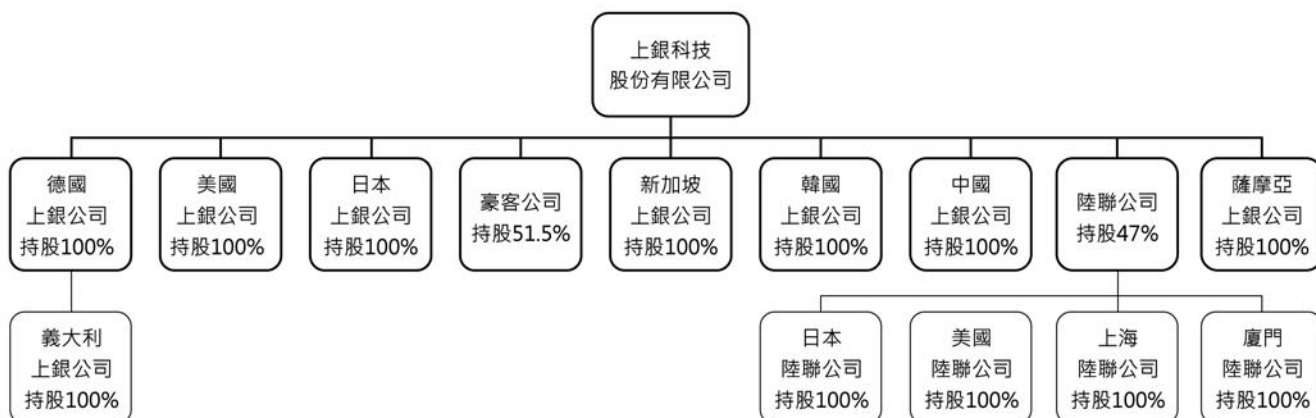 上銀科技
股份有限公司
德國
上銀公司
持股100%
美國
上銀公司
持股100%
日本
上銀公司
持股100%
豪客公司
持股51.5%
新加坡
上銀公司
持股100%
韓國
上銀公司
持股100%
中國
上銀公司
持股100%
陸聯公司
持股47%
薩摩亞
上銀公司
持股100%
義大利
上銀公司
持股100%
日本
陸聯公司
持股100%
美國
陸聯公司
持股100%
上海
陸聯公司
持股100%
廈門
陸聯公司
持股100%